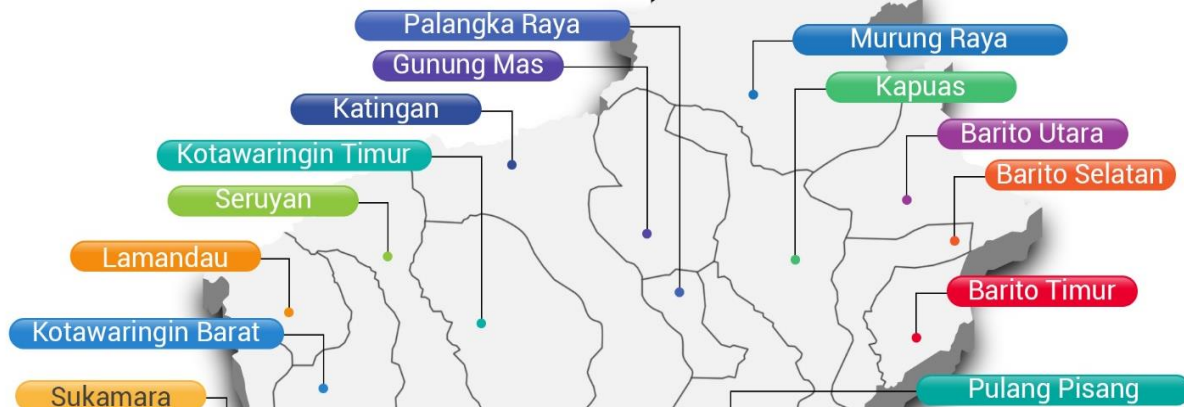 Palangka Raya
Murung Raya
Gunung Mas
Kapuas
Katingan
Barito Utara
Kotawaringin Timur
Barito Selatan
Seruyan
Lamandau
Barito Timur
Kotawaringin Barat
Pulang Pisang
Sukamara